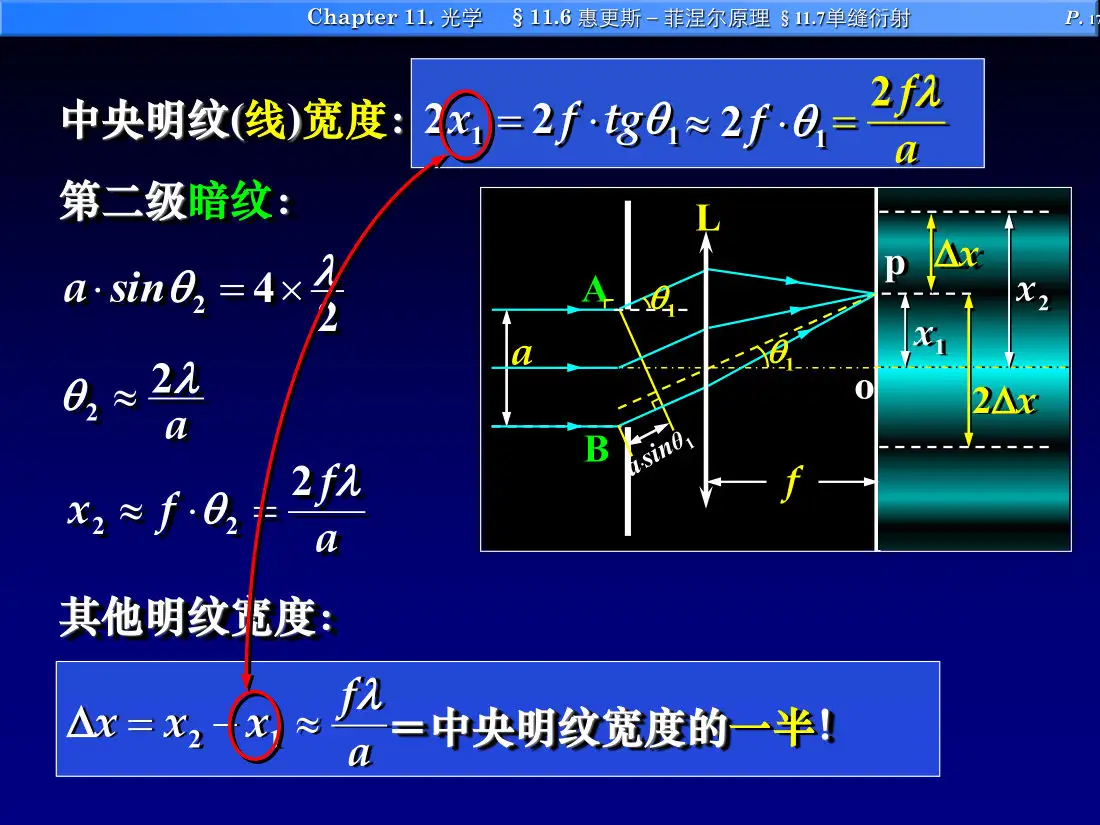 Chapter 11. 光学 §11.6 惠更斯–菲涅尔原理 §11.7单缝衍射 P. 17
中央明纹(线)宽度: 2x₁ = 2f · tgθ₁ ≈ 2f · θ₁ = 2fλ/a
第二级暗纹:
a · sinθ₂ = 4 × λ/2
θ₂ ≈ 2λ/a
x₂ ≈ f · θ₂ = 2fλ/a
L
A
θ₁
a
θ₁
B
a·sinθ₁
f
p
o
Δx
x₂
x₁
2Δx
其他明纹宽度:
Δx = x₂ − x₁ ≈ fλ/a =中央明纹宽度的一半!